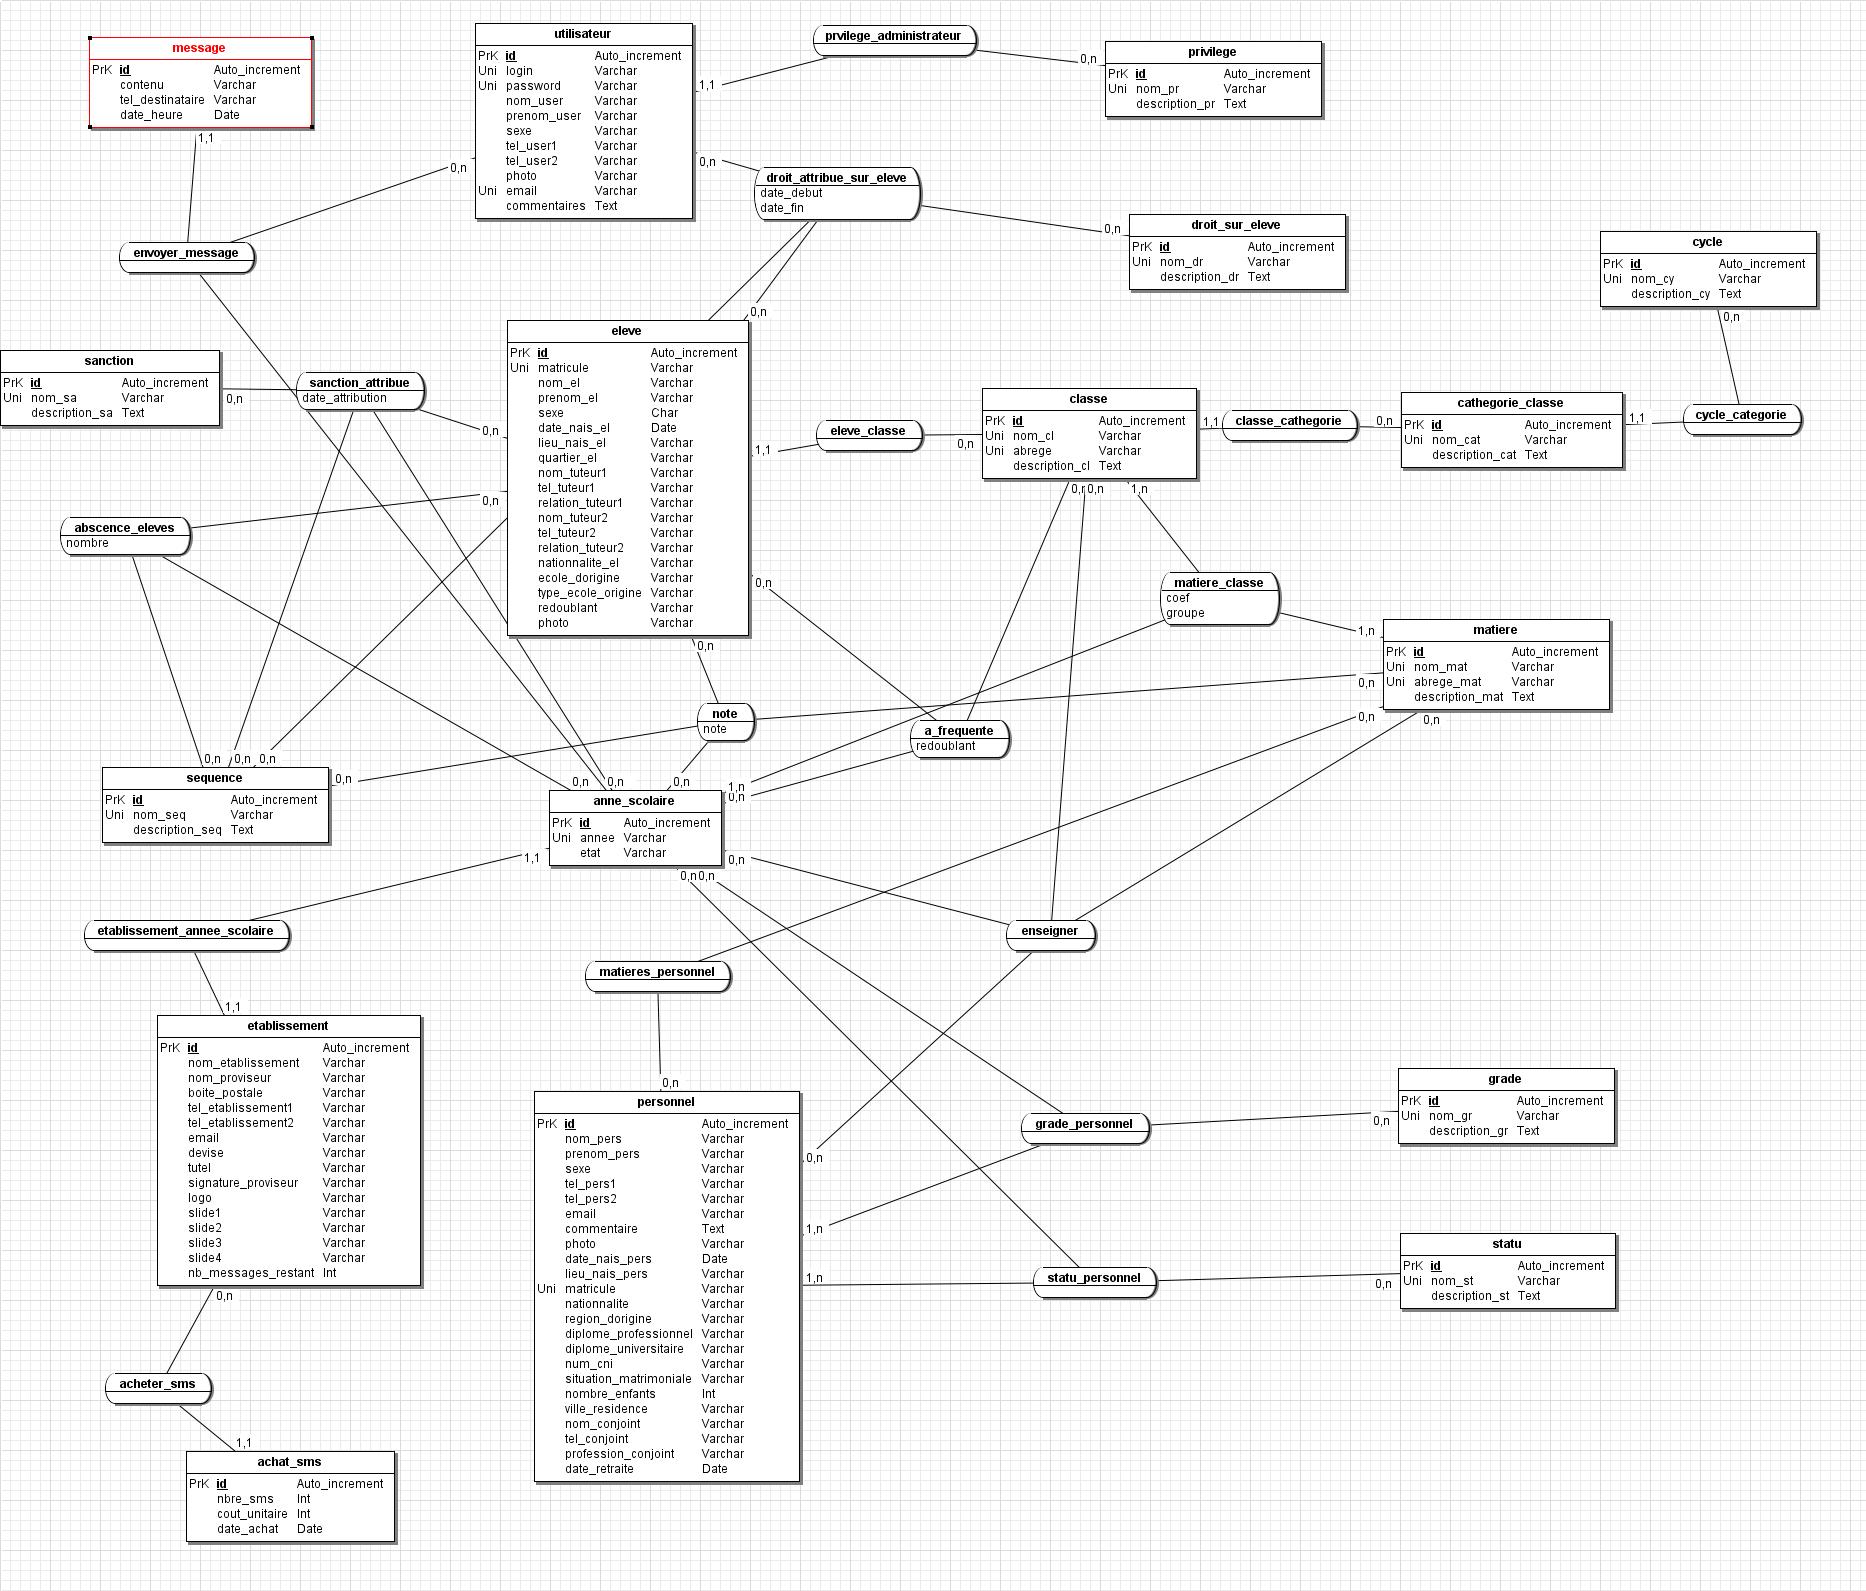 message
PrK id Auto_increment
contenu Varchar
tel_destinataire Varchar
date_heure Date
1,1
utilisateur
PrK id Auto_increment
Uni login Varchar
Uni password Varchar
nom_user Varchar
prenom_user Varchar
sexe Varchar
tel_user1 Varchar
tel_user2 Varchar
photo Varchar
Uni email Varchar
commentaires Text
1,1
0,n
0,n
prvilege_administrateur
0,n
privilege
PrK id Auto_increment
Uni nom_pr Varchar
description_pr Text
droit_attribue_sur_eleve
date_debut
date_fin
0,n
droit_sur_eleve
PrK id Auto_increment
Uni nom_dr Varchar
description_dr Text
cycle
PrK id Auto_increment
Uni nom_cy Varchar
description_cy Text
0,n
envoyer_message
0,n
sanction
PrK id Auto_increment
Uni nom_sa Varchar
description_sa Text
0,n
sanction_attribue
date_attribution
0,n
eleve
PrK id Auto_increment
Uni matricule Varchar
nom_el Varchar
prenom_el Varchar
sexe Char
date_nais_el Date
lieu_nais_el Varchar
quartier_el Varchar
nom_tuteur1 Varchar
tel_tuteur1 Varchar
relation_tuteur1 Varchar
nom_tuteur2 Varchar
tel_tuteur2 Varchar
relation_tuteur2 Varchar
nationnalite_el Varchar
ecole_dorigine Varchar
type_ecole_origine Varchar
redoublant Varchar
photo Varchar
1,1
eleve_classe
0,n
classe
PrK id Auto_increment
Uni nom_cl Varchar
Uni abrege Varchar
description_cl Text
1,1
classe_cathegorie
0,n
cathegorie_classe
PrK id Auto_increment
Uni nom_cat Varchar
description_cat Text
1,1
cycle_categorie
0,n
0,n
1,n
0,n
abscence_eleves
nombre
0,n
matiere_classe
coef
groupe
1,n
matiere
PrK id Auto_increment
Uni nom_mat Varchar
Uni abrege_mat Varchar
description_mat Text
0,n
0,n
0,n
0,n
note
note
a_frequente
redoublant
0,n
0,n
0,n
sequence
PrK id Auto_increment
Uni nom_seq Varchar
description_seq Text
0,n
0,n
0,n
0,n
1,n
0,n
anne_scolaire
PrK id Auto_increment
Uni annee Varchar
etat Varchar
1,1
0,n
0,n
0,n
etablissement_annee_scolaire
enseigner
matieres_personnel
1,1
etablissement
PrK id Auto_increment
nom_etablissement Varchar
nom_proviseur Varchar
boite_postale Varchar
tel_etablissement1 Varchar
tel_etablissement2 Varchar
email Varchar
devise Varchar
tutel Varchar
signature_proviseur Varchar
logo Varchar
slide1 Varchar
slide2 Varchar
slide3 Varchar
slide4 Varchar
nb_messages_restant Int
0,n
0,n
personnel
PrK id Auto_increment
nom_pers Varchar
prenom_pers Varchar
sexe Varchar
tel_pers1 Varchar
tel_pers2 Varchar
email Varchar
commentaire Text
photo Varchar
date_nais_pers Date
lieu_nais_pers Varchar
Uni matricule Varchar
nationnalite Varchar
region_dorigine Varchar
diplome_professionnel Varchar
diplome_universitaire Varchar
num_cni Varchar
situation_matrimoniale Varchar
nombre_enfants Int
ville_residence Varchar
nom_conjoint Varchar
tel_conjoint Varchar
profession_conjoint Varchar
date_retraite Date
0,n
1,n
1,n
grade_personnel
0,n
grade
PrK id Auto_increment
Uni nom_gr Varchar
description_gr Text
statu_personnel
0,n
statu
PrK id Auto_increment
Uni nom_st Varchar
description_st Text
acheter_sms
1,1
achat_sms
PrK id Auto_increment
nbre_sms Int
cout_unitaire Int
date_achat Date